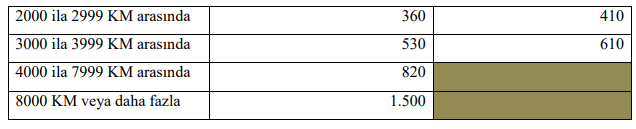 2000 ila 2999 KM arasında 360 410
3000 ila 3999 KM arasında 530 610
4000 ila 7999 KM arasında 820
8000 KM veya daha fazla 1.500